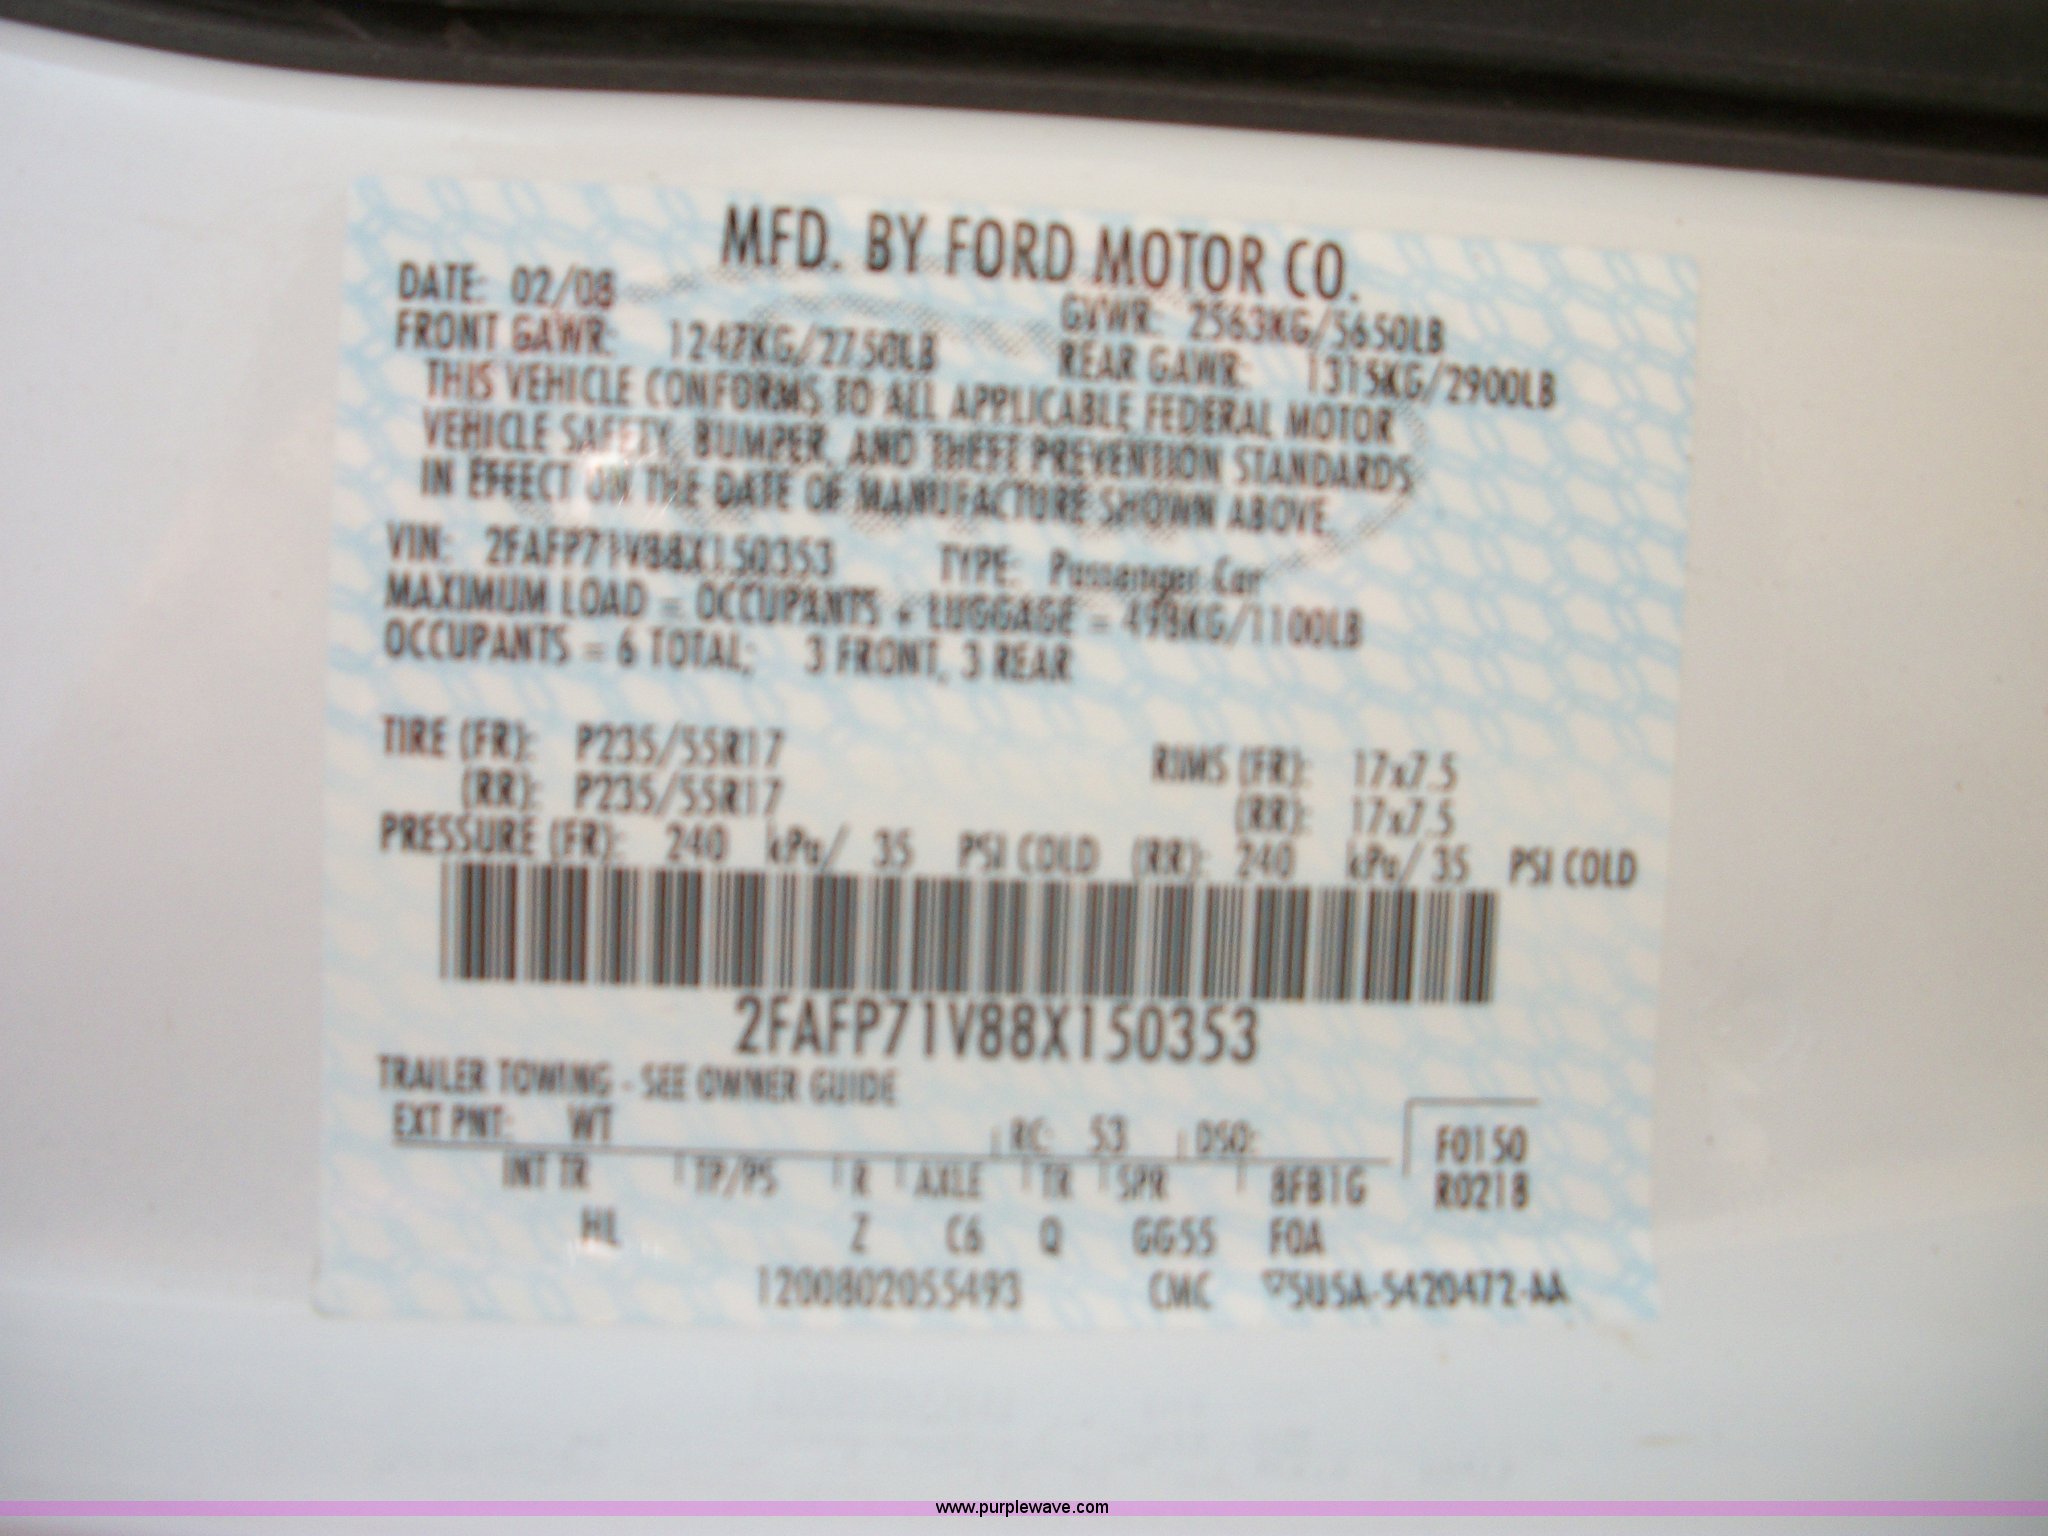 MFD. BY FORD MOTOR CO.
DATE: 02/08 GVWR: 2563KG/5650LB
FRONT GAWR: 1247KG/2750LB REAR GAWR: 1315KG/2900LB
THIS VEHICLE CONFORMS TO ALL APPLICABLE FEDERAL MOTOR
VEHICLE SAFETY, BUMPER, AND THEFT PREVENTION STANDARDS
IN EFFECT ON THE DATE OF MANUFACTURE SHOWN ABOVE.
VIN: 2FAFP71V88X150353 TYPE: Passenger Car
MAXIMUM LOAD = OCCUPANTS + LUGGAGE = 498KG/1100LB
OCCUPANTS = 6 TOTAL; 3 FRONT, 3 REAR
TIRE (FR): P235/55R17 RIMS (FR): 17x7.5
(RR): P235/55R17 (RR): 17x7.5
PRESSURE (FR): 240 kPa/ 35 PSI COLD (RR): 240 kPa/ 35 PSI COLD
2FAFP71V88X150353
TRAILER TOWING - SEE OWNER GUIDE
EXT PNT: WT RC: 53 DSO: F0150
INT TR TP/PS R AXLE TR SPR 8FB1G R0218
HL Z C6 Q GG55 FOA
1200802055493 CMC 5U5A-5420472-AA
www.purplewave.com